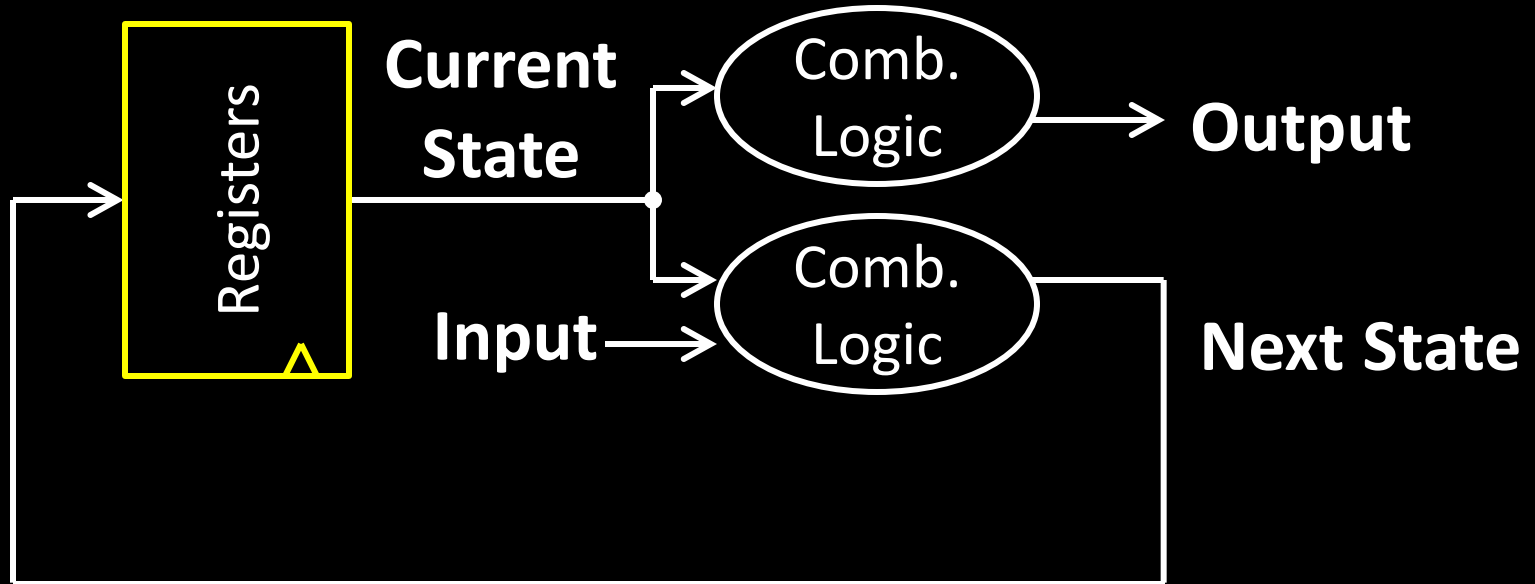 Registers
Current
State
Comb.
Logic
Output
Input
Comb.
Logic
Next State